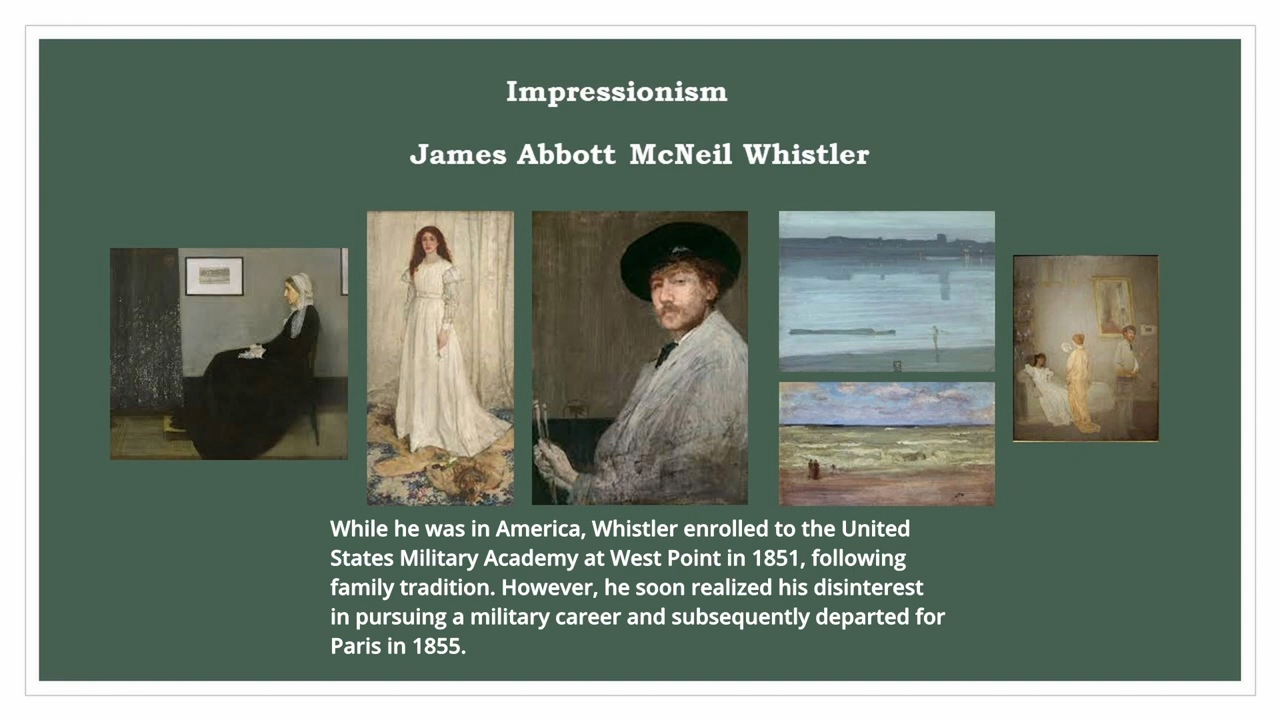 Impressionism
James Abbott McNeil Whistler
While he was in America, Whistler enrolled to the United
States Military Academy at West Point in 1851, following
family tradition. However, he soon realized his disinterest
in pursuing a military career and subsequently departed for
Paris in 1855.